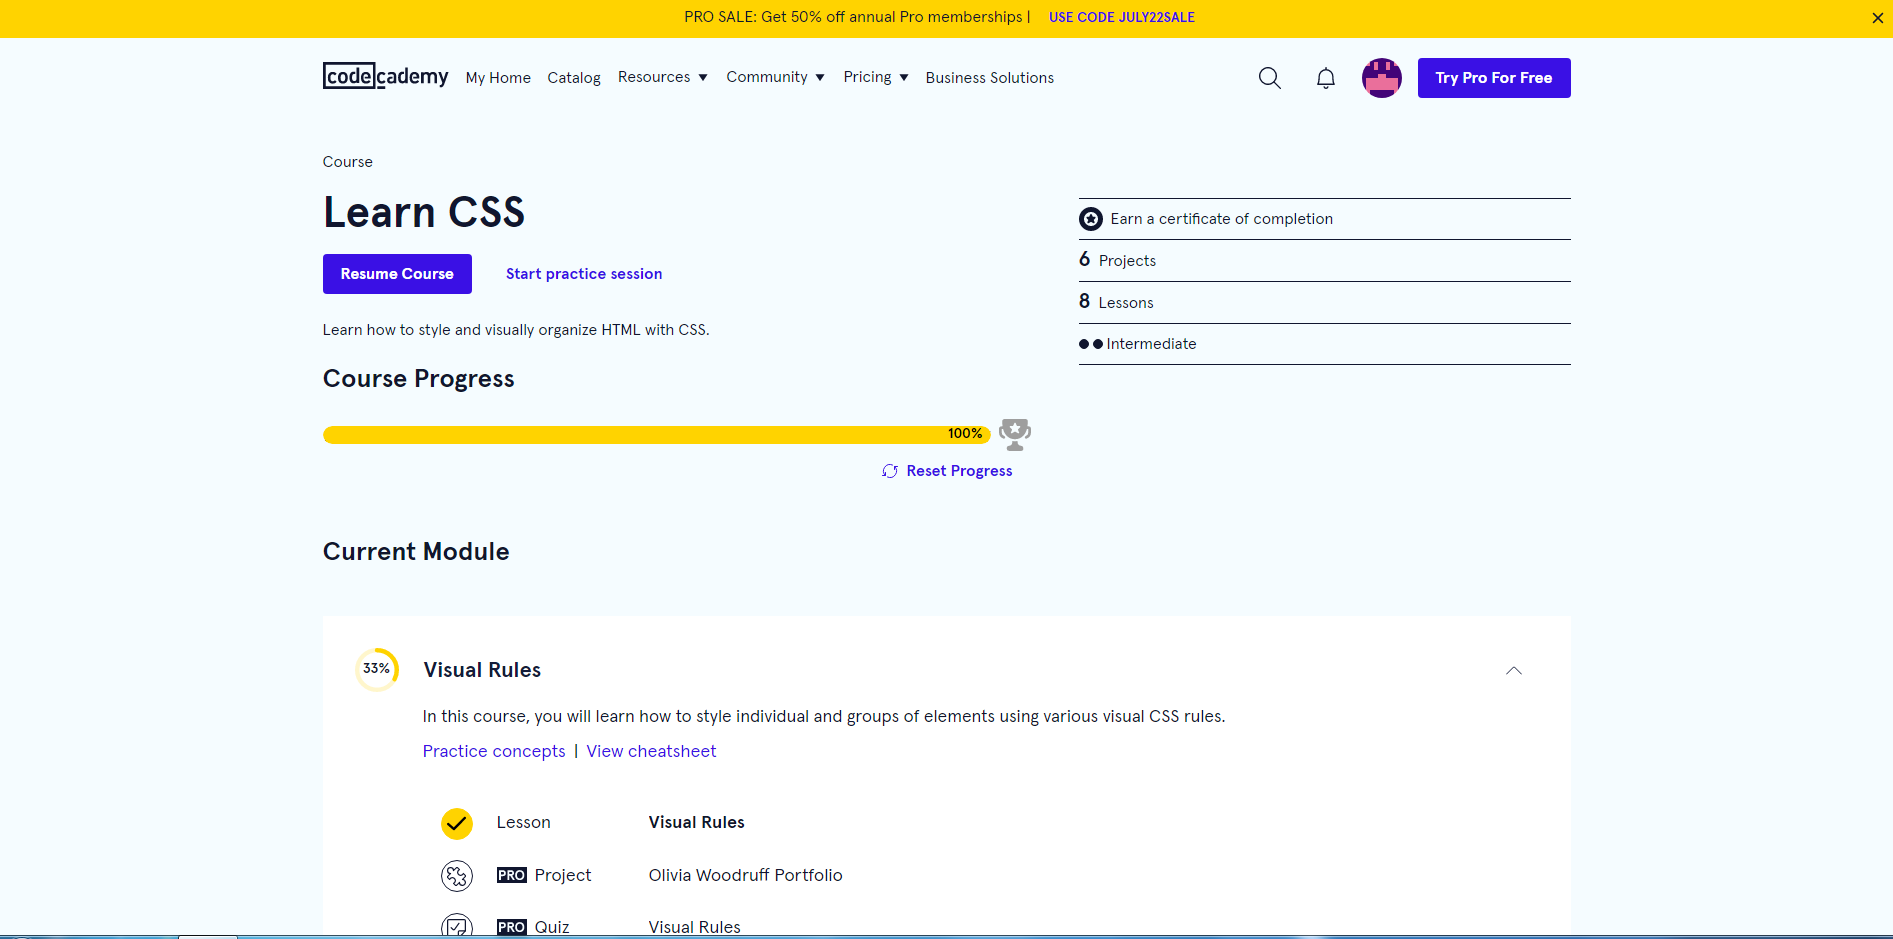 PRO SALE: Get 50% off annual Pro memberships | USE CODE JULY22SALE
codecademy My Home Catalog Resources Community Pricing Business Solutions Try Pro For Free
Course
Learn CSS
Resume Course Start practice session
Learn how to style and visually organize HTML with CSS.
Earn a certificate of completion
6 Projects
8 Lessons
Intermediate
Course Progress
100%
Reset Progress
Current Module
33% Visual Rules
In this course, you will learn how to style individual and groups of elements using various visual CSS rules.
Practice concepts | View cheatsheet
Lesson Visual Rules
PRO Project Olivia Woodruff Portfolio
PRO Quiz Visual Rules